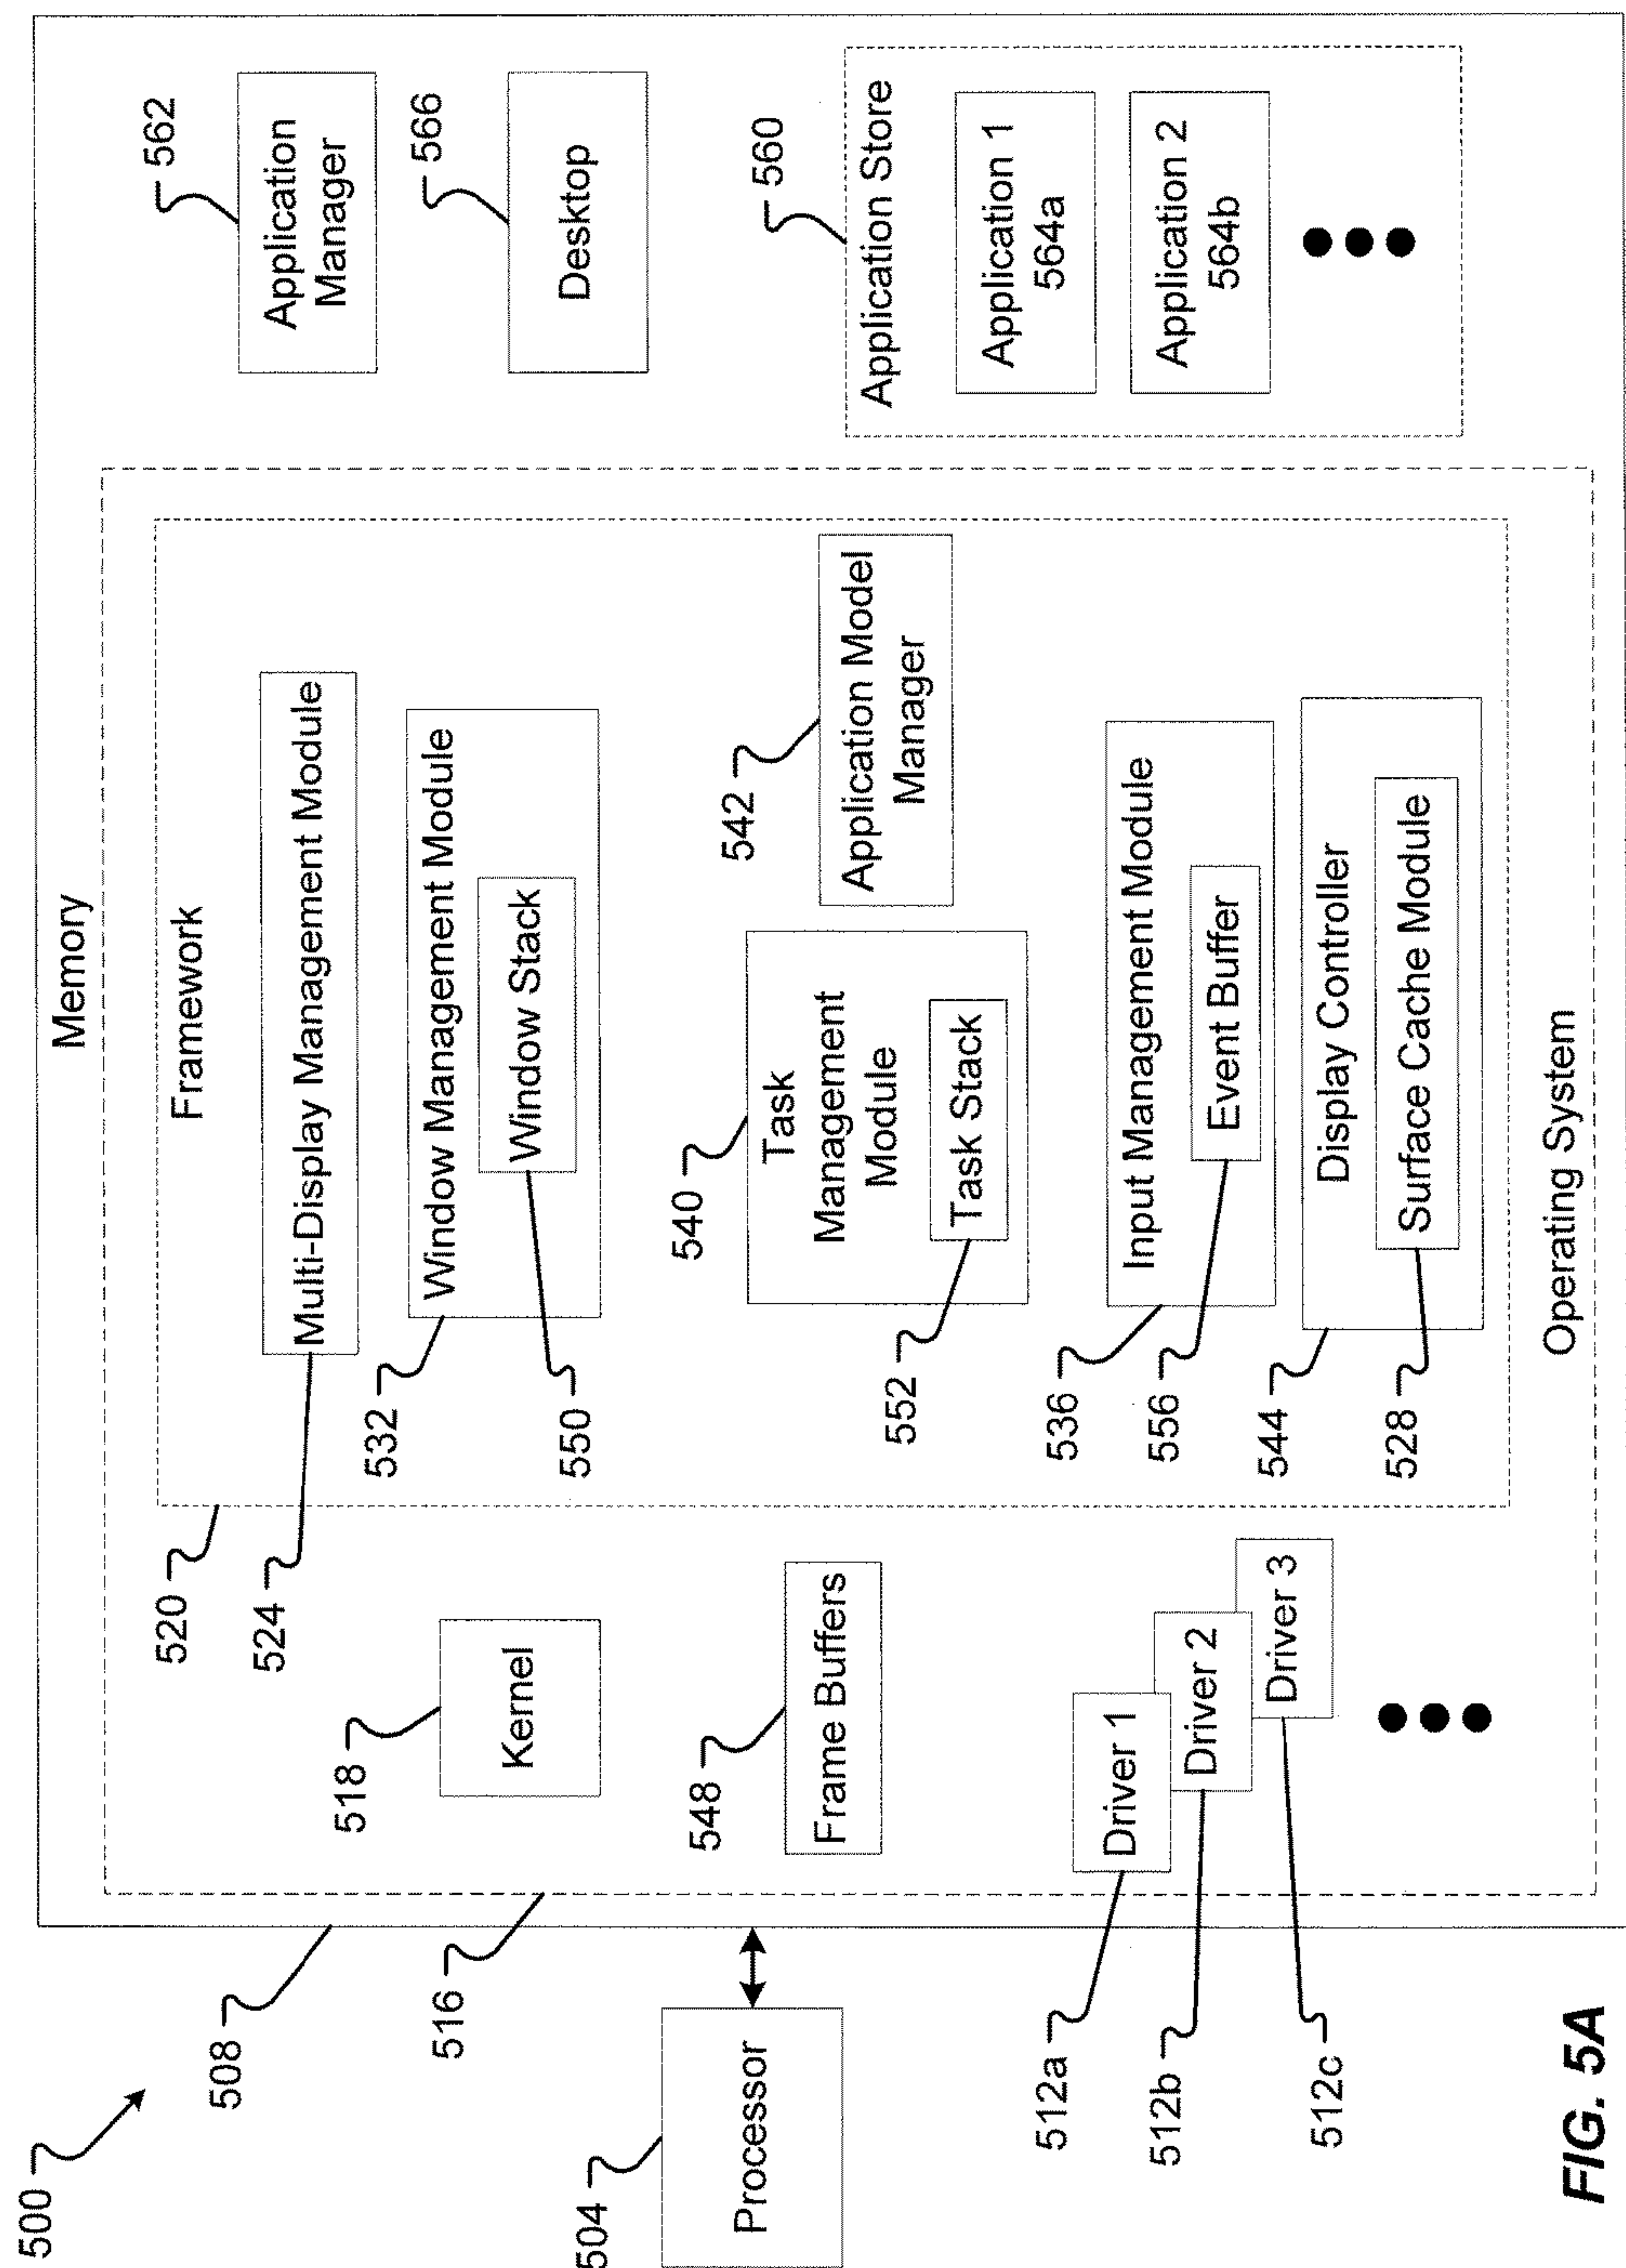 500
508
Memory
516
520
Framework
524
Multi-Display Management Module
532
Window Management Module
Window Stack
550
518
Kernel
548
Frame Buffers
540
Task
Management
Module
Task Stack
552
542
Application Model
Manager
536
Input Management Module
Event Buffer
556
544
Display Controller
Surface Cache Module
528
Operating System
504
Processor
512a
Driver 1
512b
Driver 2
512c
Driver 3
562
Application
Manager
566
Desktop
560
Application Store
Application 1
564a
Application 2
564b
FIG. 5A